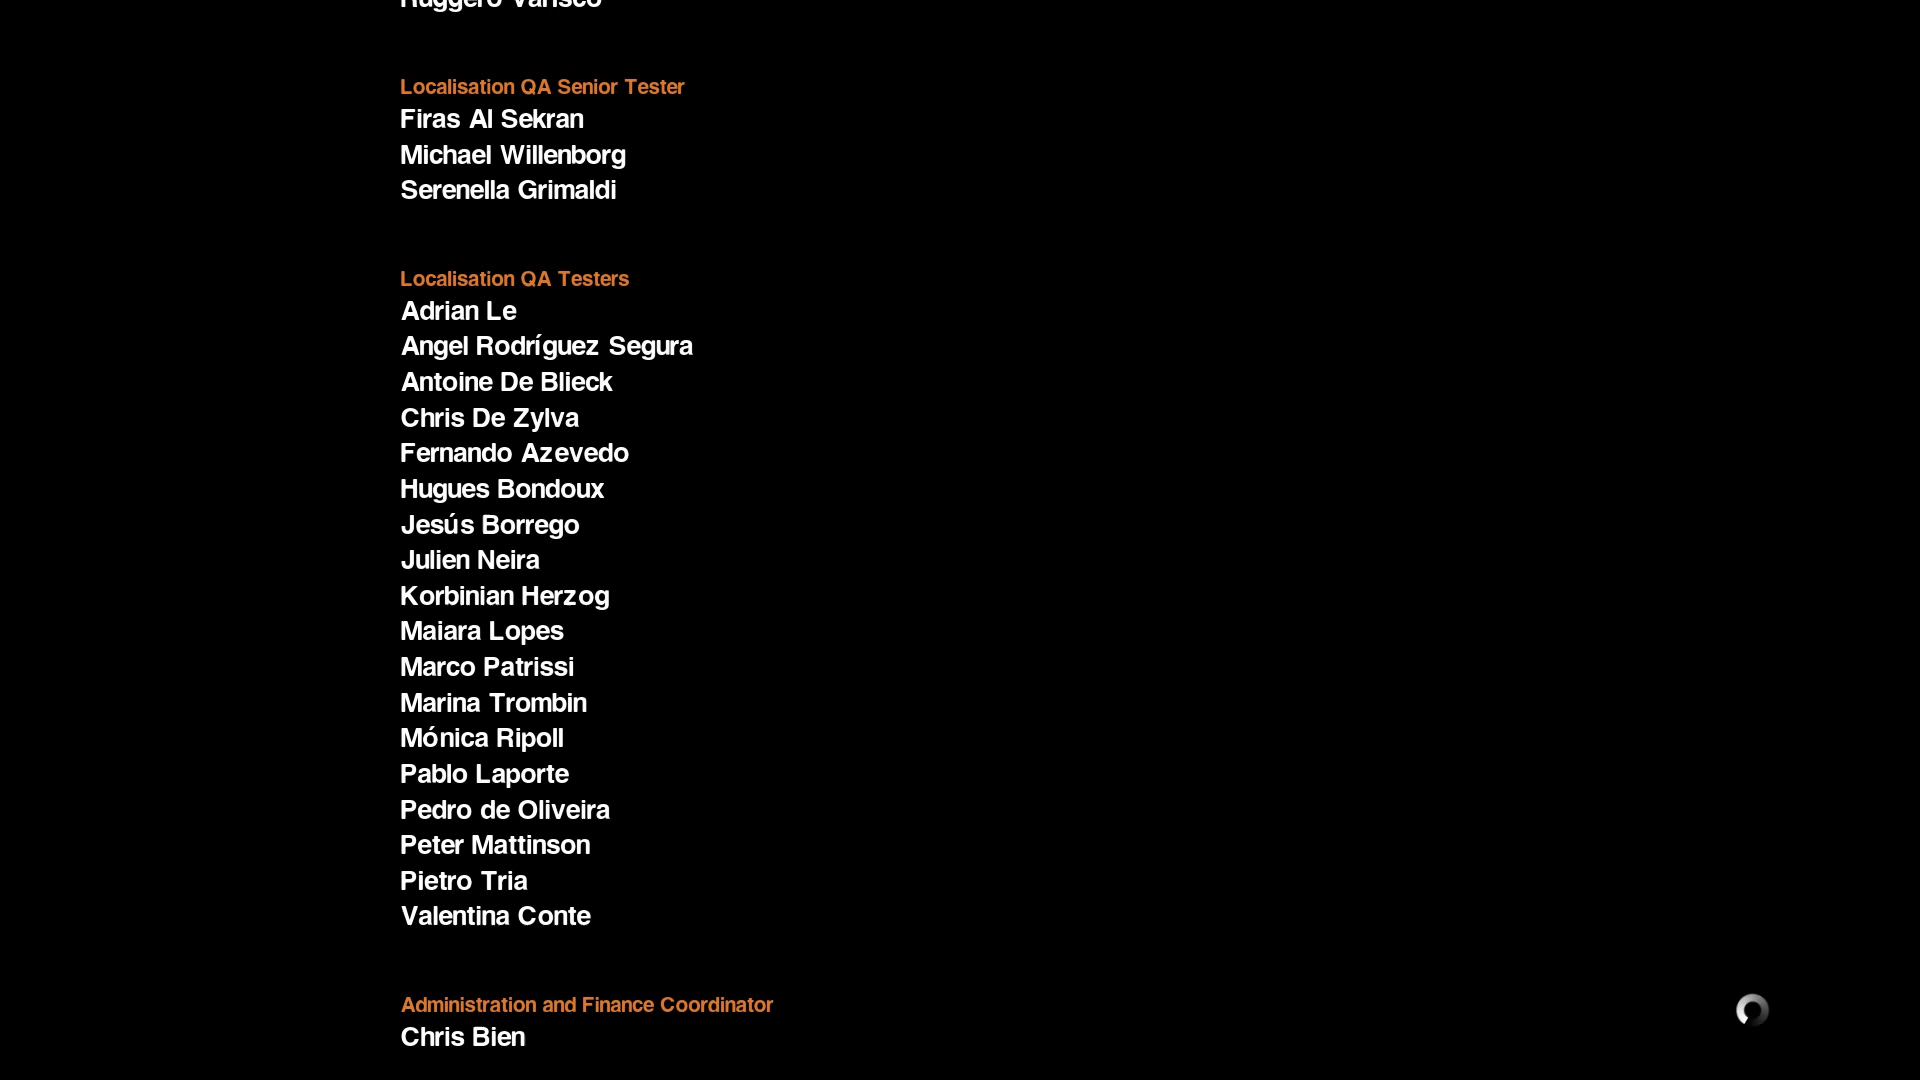 Ruggero Varisco
Localisation QA Senior Tester
Firas Al Sekran
Michael Willenborg
Serenella Grimaldi
Localisation QA Testers
Adrian Le
Angel Rodríguez Segura
Antoine De Blieck
Chris De Zylva
Fernando Azevedo
Hugues Bondoux
Jesús Borrego
Julien Neira
Korbinian Herzog
Maiara Lopes
Marco Patrissi
Marina Trombin
Mónica Ripoll
Pablo Laporte
Pedro de Oliveira
Peter Mattinson
Pietro Tria
Valentina Conte
Administration and Finance Coordinator
Chris Bien